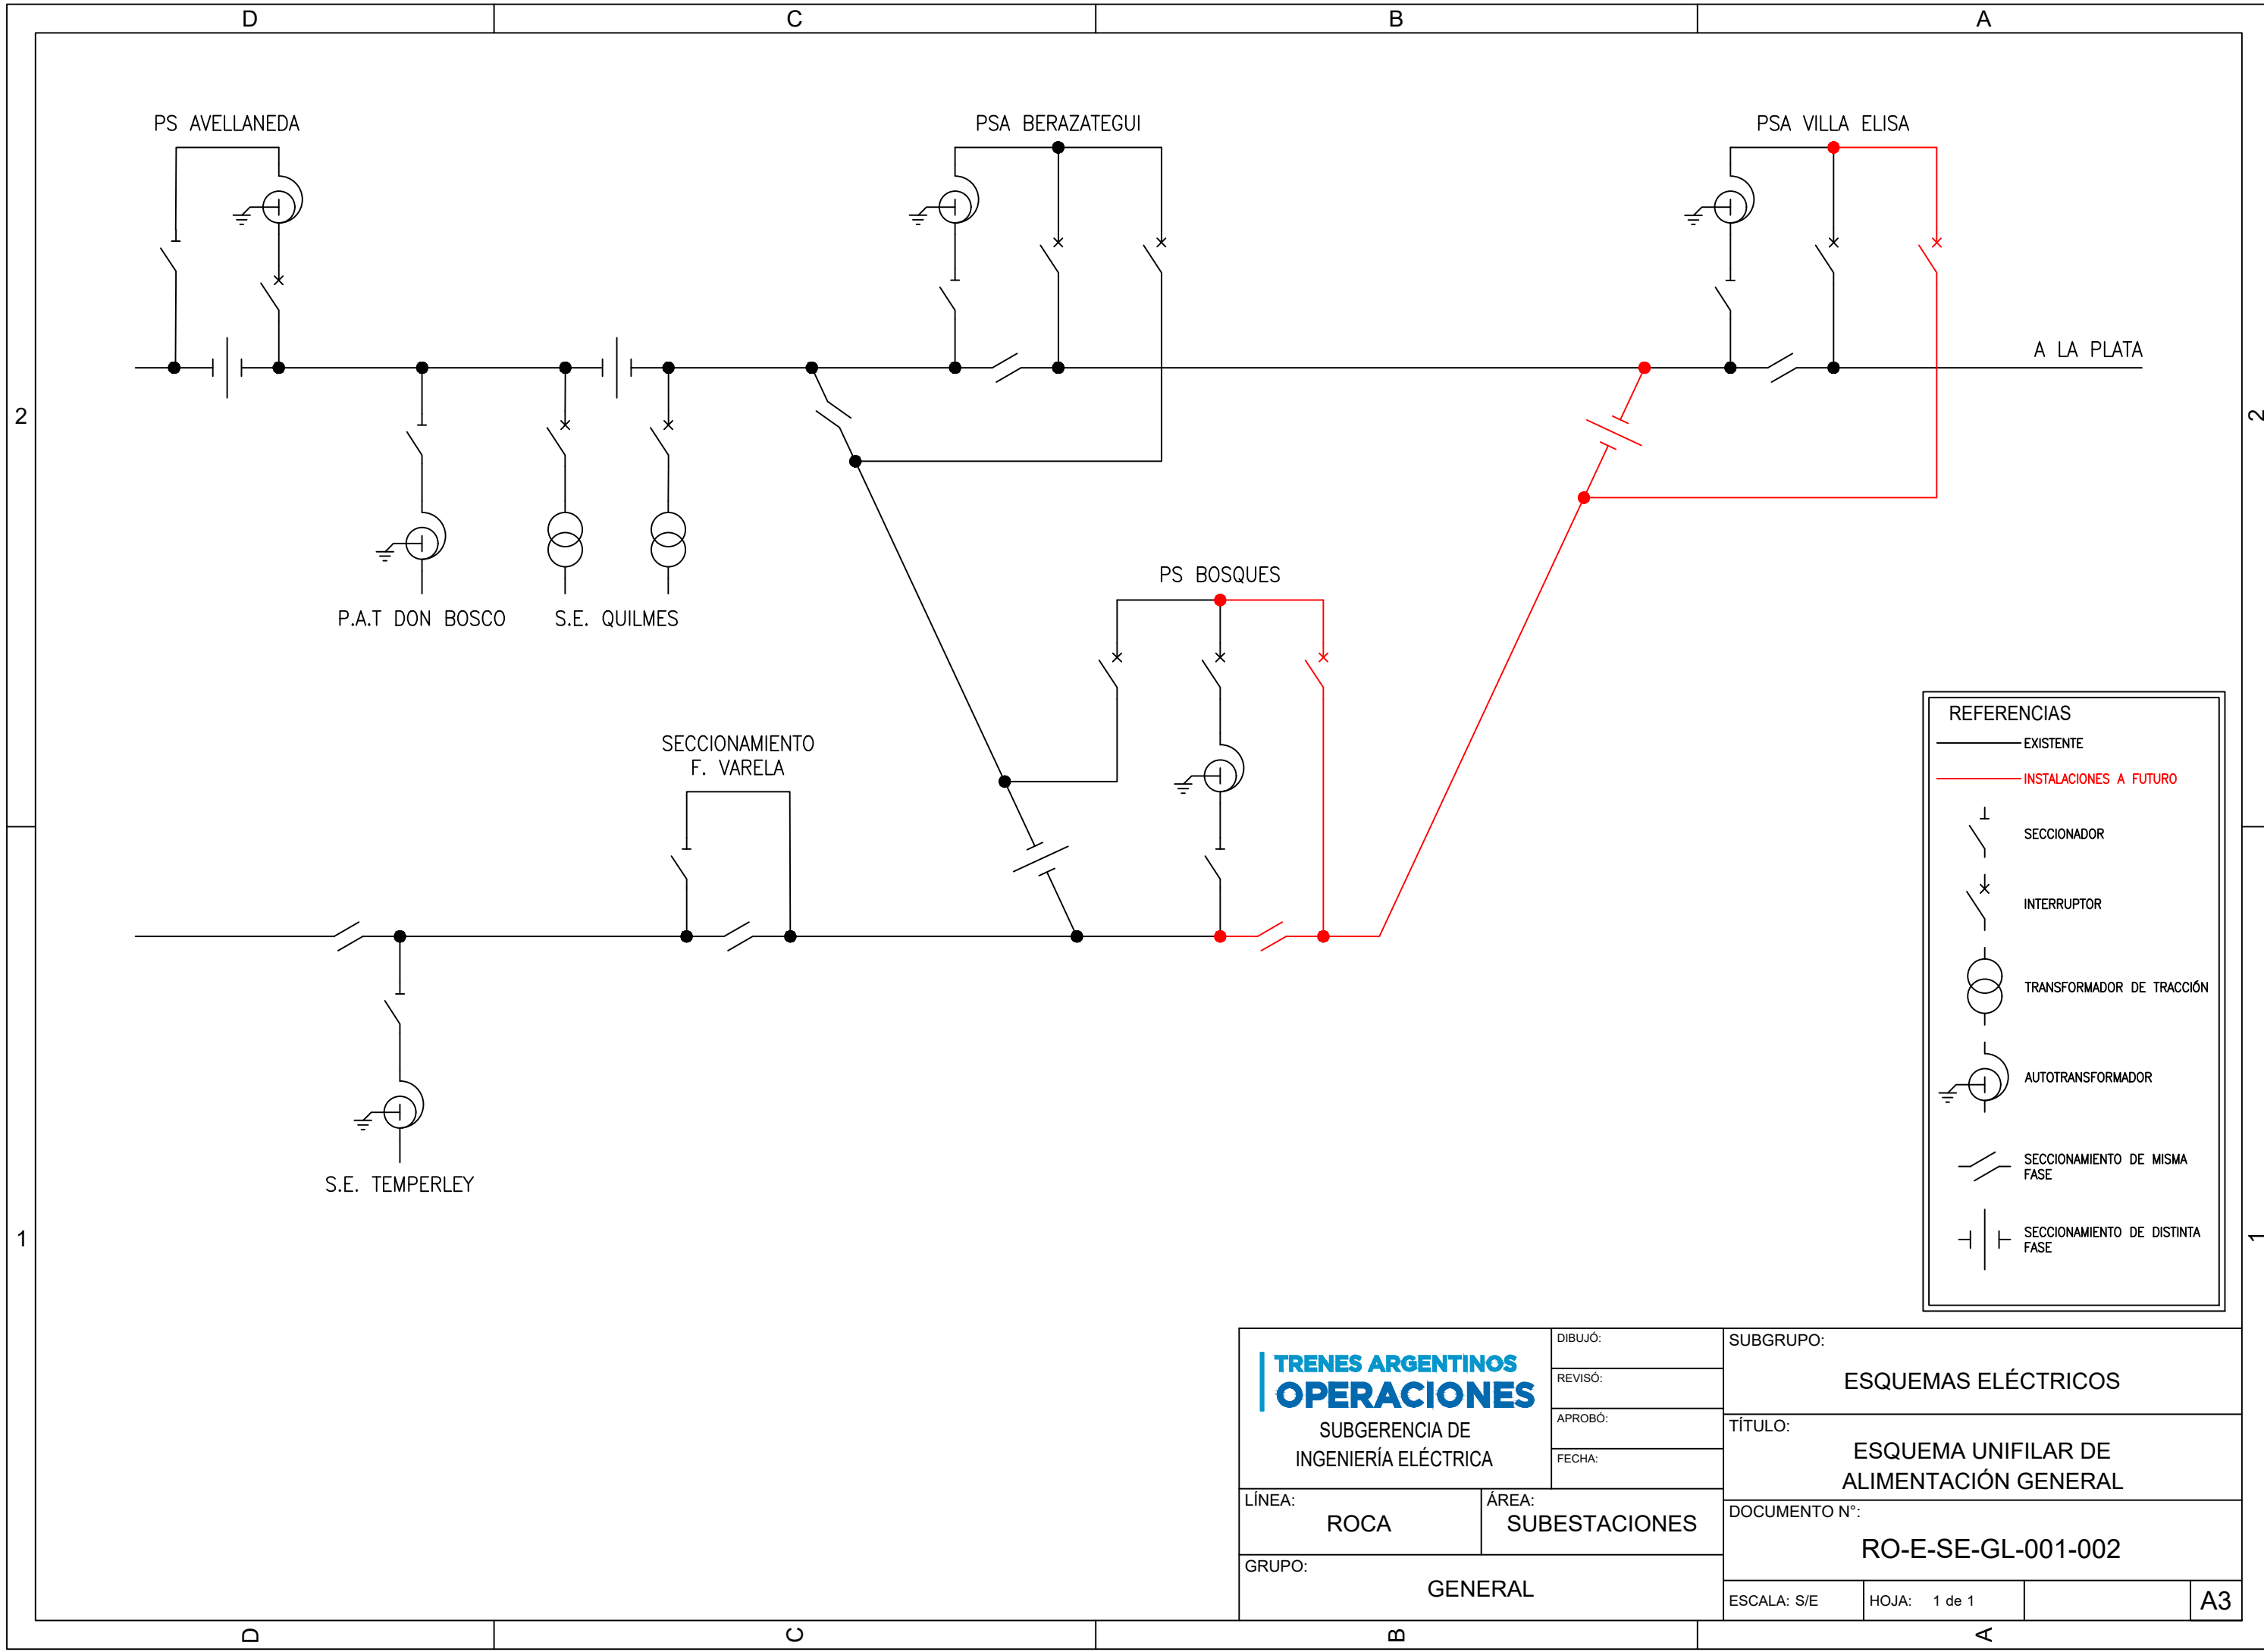 D
C
B
A
PS AVELLANEDA
PSA BERAZATEGUI
PSA VILLA ELISA
A LA PLATA
2
2
P.A.T DON BOSCO
S.E. QUILMES
PS BOSQUES
SECCIONAMIENTO
F. VARELA
S.E. TEMPERLEY
REFERENCIAS
EXISTENTE
INSTALACIONES A FUTURO
SECCIONADOR
INTERRUPTOR
TRANSFORMADOR DE TRACCIÓN
AUTOTRANSFORMADOR
SECCIONAMIENTO DE MISMA
FASE
SECCIONAMIENTO DE DISTINTA
FASE
1
1
TRENES ARGENTINOS
OPERACIONES
SUBGERENCIA DE
INGENIERÍA ELÉCTRICA
DIBUJÓ:
REVISÓ:
APROBÓ:
FECHA:
SUBGRUPO:
ESQUEMAS ELÉCTRICOS
TÍTULO:
ESQUEMA UNIFILAR DE
ALIMENTACIÓN GENERAL
LÍNEA:
ROCA
ÁREA:
SUBESTACIONES
DOCUMENTO N°:
RO-E-SE-GL-001-002
GRUPO:
GENERAL
ESCALA: S/E
HOJA: 1 de 1
A3
D
C
B
A